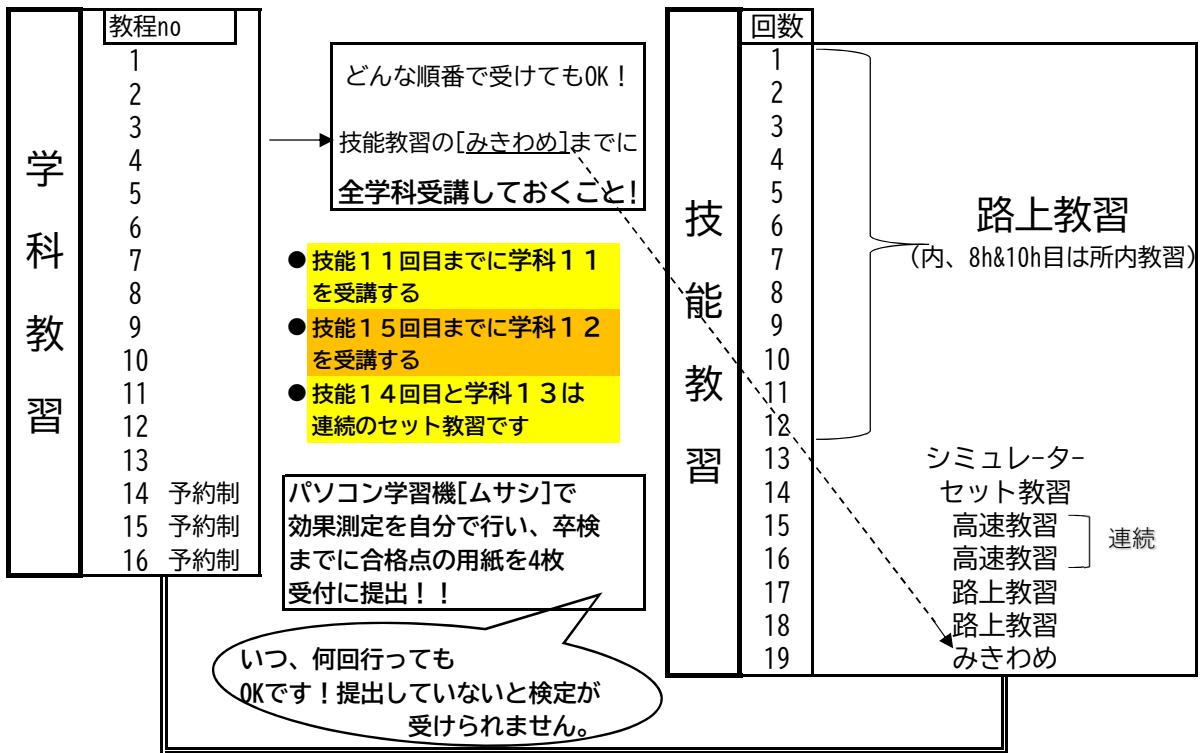 学科教習
教程no
1
2
3
4
5
6
7
8
9
10
11
12
13
14 予約制
15 予約制
16 予約制
どんな順番で受けてもOK！
技能教習の[みきわめ]までに
全学科受講しておくこと!
●技能１１回目までに学科１１
を受講する
●技能１５回目までに学科１２
を受講する
●技能１４回目と学科１３は
連続のセット教習です
パソコン学習機[ムサシ]で
効果測定を自分で行い、卒検
までに合格点の用紙を4枚
受付に提出！！
いつ、何回行っても
OKです！提出していないと検定が
受けられません。
技能教習
回数
1
2
3
4
5
6
7
8
9
10
11
12
路上教習
(内、8h&10h目は所内教習)
13 シミュレｰタｰ
14 セット教習
15 高速教習
16 高速教習
連続
17 路上教習
18 路上教習
19 みきわめ